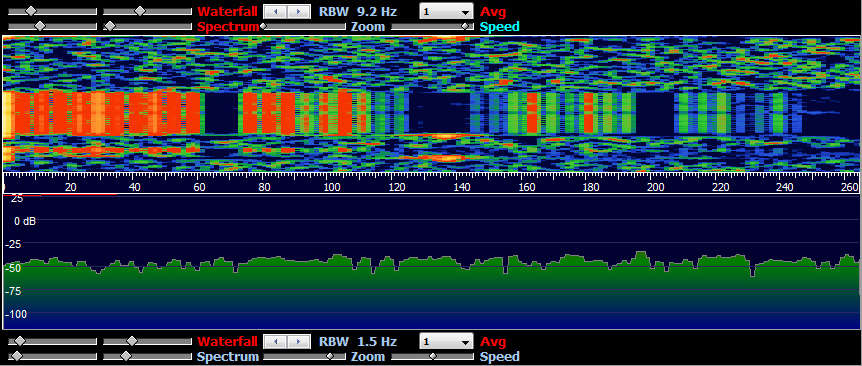 Waterfall RBW 9.2 Hz 1 Avg
Spectrum Zoom Speed
20 40 60 80 100 120 140 160 180 200 220 240 260
25
0 dB
-25
-50
-75
-100
Waterfall RBW 1.5 Hz 1 Avg
Spectrum Zoom Speed